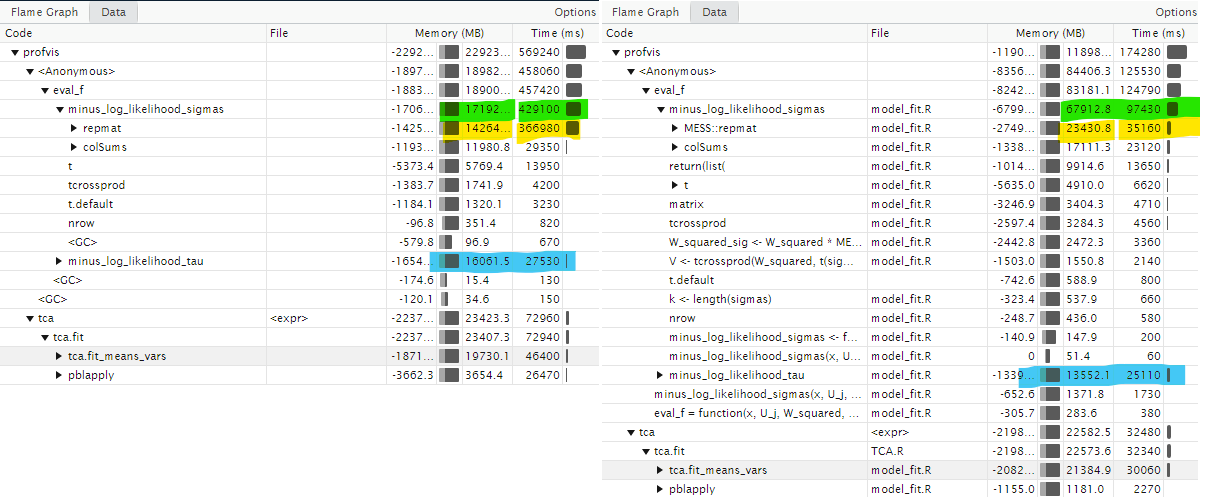 Flame Graph Data Options
Code File Memory (MB) Time (ms)
profvis -2292... 22923... 569240
<Anonymous> -1897... 18982... 458060
eval_f -1883... 18900... 457420
minus_log_likelihood_sigmas -1706... 17192... 429100
repmat -1425... 14264... 366980
colSums -1193... 11980.8 29350
t -5373.4 5769.4 13950
tcrossprod -1383.7 1741.9 4200
t.default -1184.1 1320.1 3230
nrow -96.8 351.4 820
<GC> -579.8 96.9 670
minus_log_likelihood_tau -1654... 16061.5 27530
<GC> -174.6 15.4 130
<GC> -120.1 34.6 150
tca <expr> -2237... 23423.3 72960
tca.fit -2237... 23407.3 72940
tca.fit_means_vars -1871... 19730.1 46400
pblapply -3662.3 3654.4 26470
Flame Graph Data Options
Code File Memory (MB) Time (ms)
profvis -1190... 11898... 174280
<Anonymous> -8356... 84406.3 125530
eval_f -8242... 83181.1 124790
minus_log_likelihood_sigmas model_fit.R -6799... 67912.8 97430
MESS::repmat model_fit.R -2749... 23430.8 35160
colSums model_fit.R -1338... 17111.3 23120
return(list( model_fit.R -1014... 9914.6 13650
t model_fit.R -5635.0 4910.0 6620
matrix model_fit.R -3246.9 3404.3 4710
tcrossprod model_fit.R -2597.4 3284.3 4560
W_squared_sig <- W_squared * ME... model_fit.R -2442.8 2472.3 3360
V <- tcrossprod(W_squared, t(sig... model_fit.R -1503.0 1550.8 2140
t.default -742.6 588.9 800
k <- length(sigmas) model_fit.R -323.4 537.9 660
nrow model_fit.R -248.7 436.0 580
minus_log_likelihood_sigmas <- f... model_fit.R -140.9 147.9 200
minus_log_likelihood_sigmas(x, U... model_fit.R 0 51.4 60
minus_log_likelihood_tau model_fit.R -1339... 13552.1 25110
minus_log_likelihood_sigmas(x, U_j, ... model_fit.R -652.6 1371.8 1730
eval_f = function(x, U_j, W_squared, ... model_fit.R -305.7 283.6 380
tca <expr> -2198... 22582.5 32480
tca.fit TCA.R -2198... 22573.6 32340
tca.fit_means_vars model_fit.R -2082... 21384.9 30060
pblapply model_fit.R -1155.0 1181.0 2270